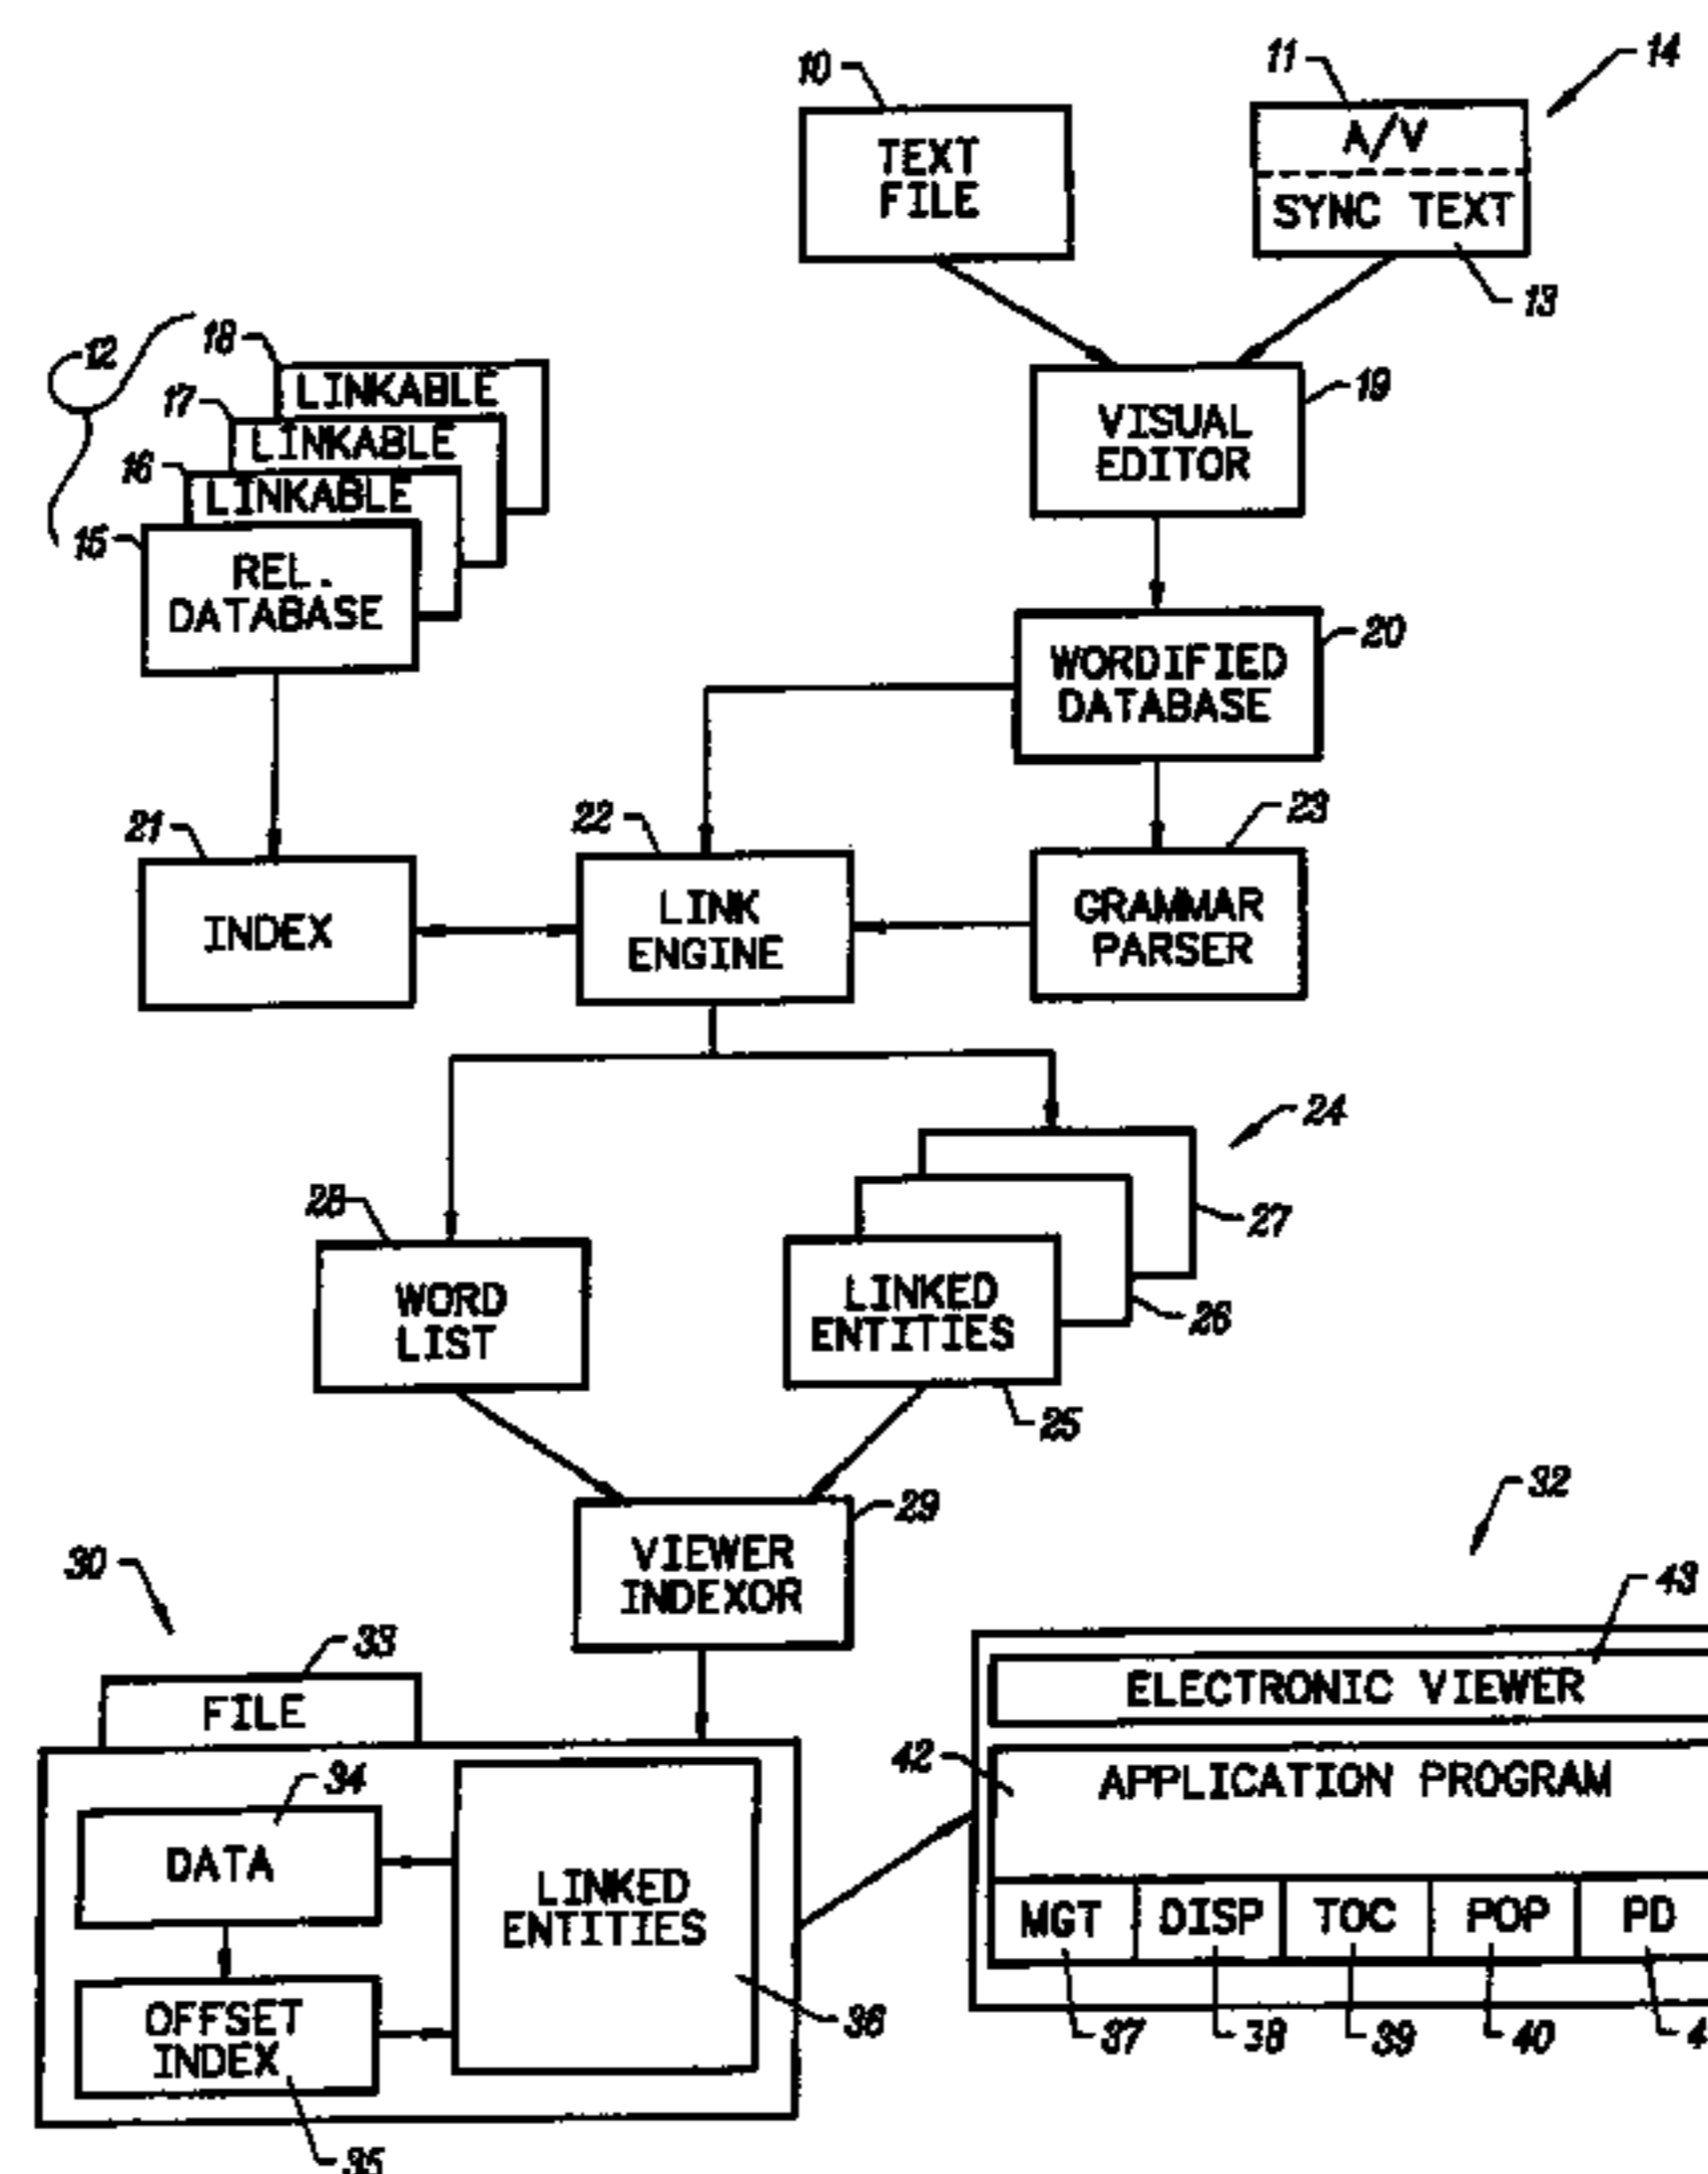 10
11
14
TEXT
FILE
A/V
SYNC TEXT
13
12
18
LINKABLE
17
LINKABLE
16
LINKABLE
15
REL.
DATABASE
19
VISUAL
EDITOR
20
WORDIFIED
DATABASE
21
INDEX
22
LINK
ENGINE
23
GRAMMAR
PARSER
24
28
WORD
LIST
27
26
LINKED
ENTITIES
25
29
VIEWER
INDEXOR
30
33
FILE
34
DATA
LINKED
ENTITIES
36
OFFSET
INDEX
35
32
43
ELECTRONIC VIEWER
42
APPLICATION PROGRAM
MGT DISP TOC POP PD
37 38 39 40